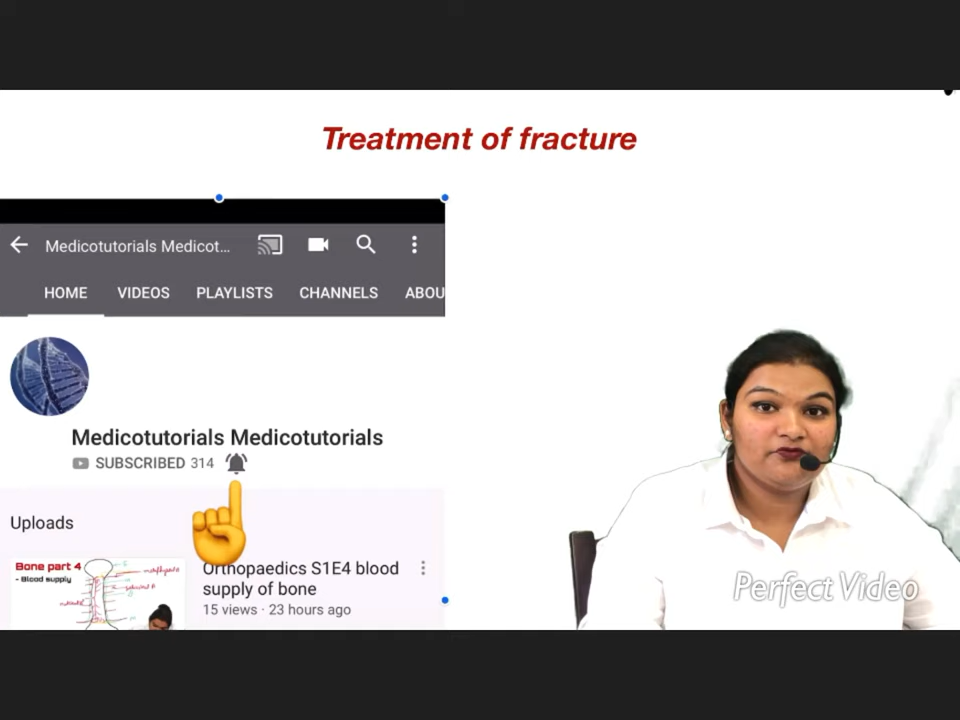 Treatment of fracture
Medicotutorials Medicot...
HOME VIDEOS PLAYLISTS CHANNELS ABOU
Medicotutorials Medicotutorials
SUBSCRIBED 314
Uploads
Bone part 4
- Blood supply
Orthopaedics S1E4 blood
supply of bone
15 views · 23 hours ago
Perfect Video